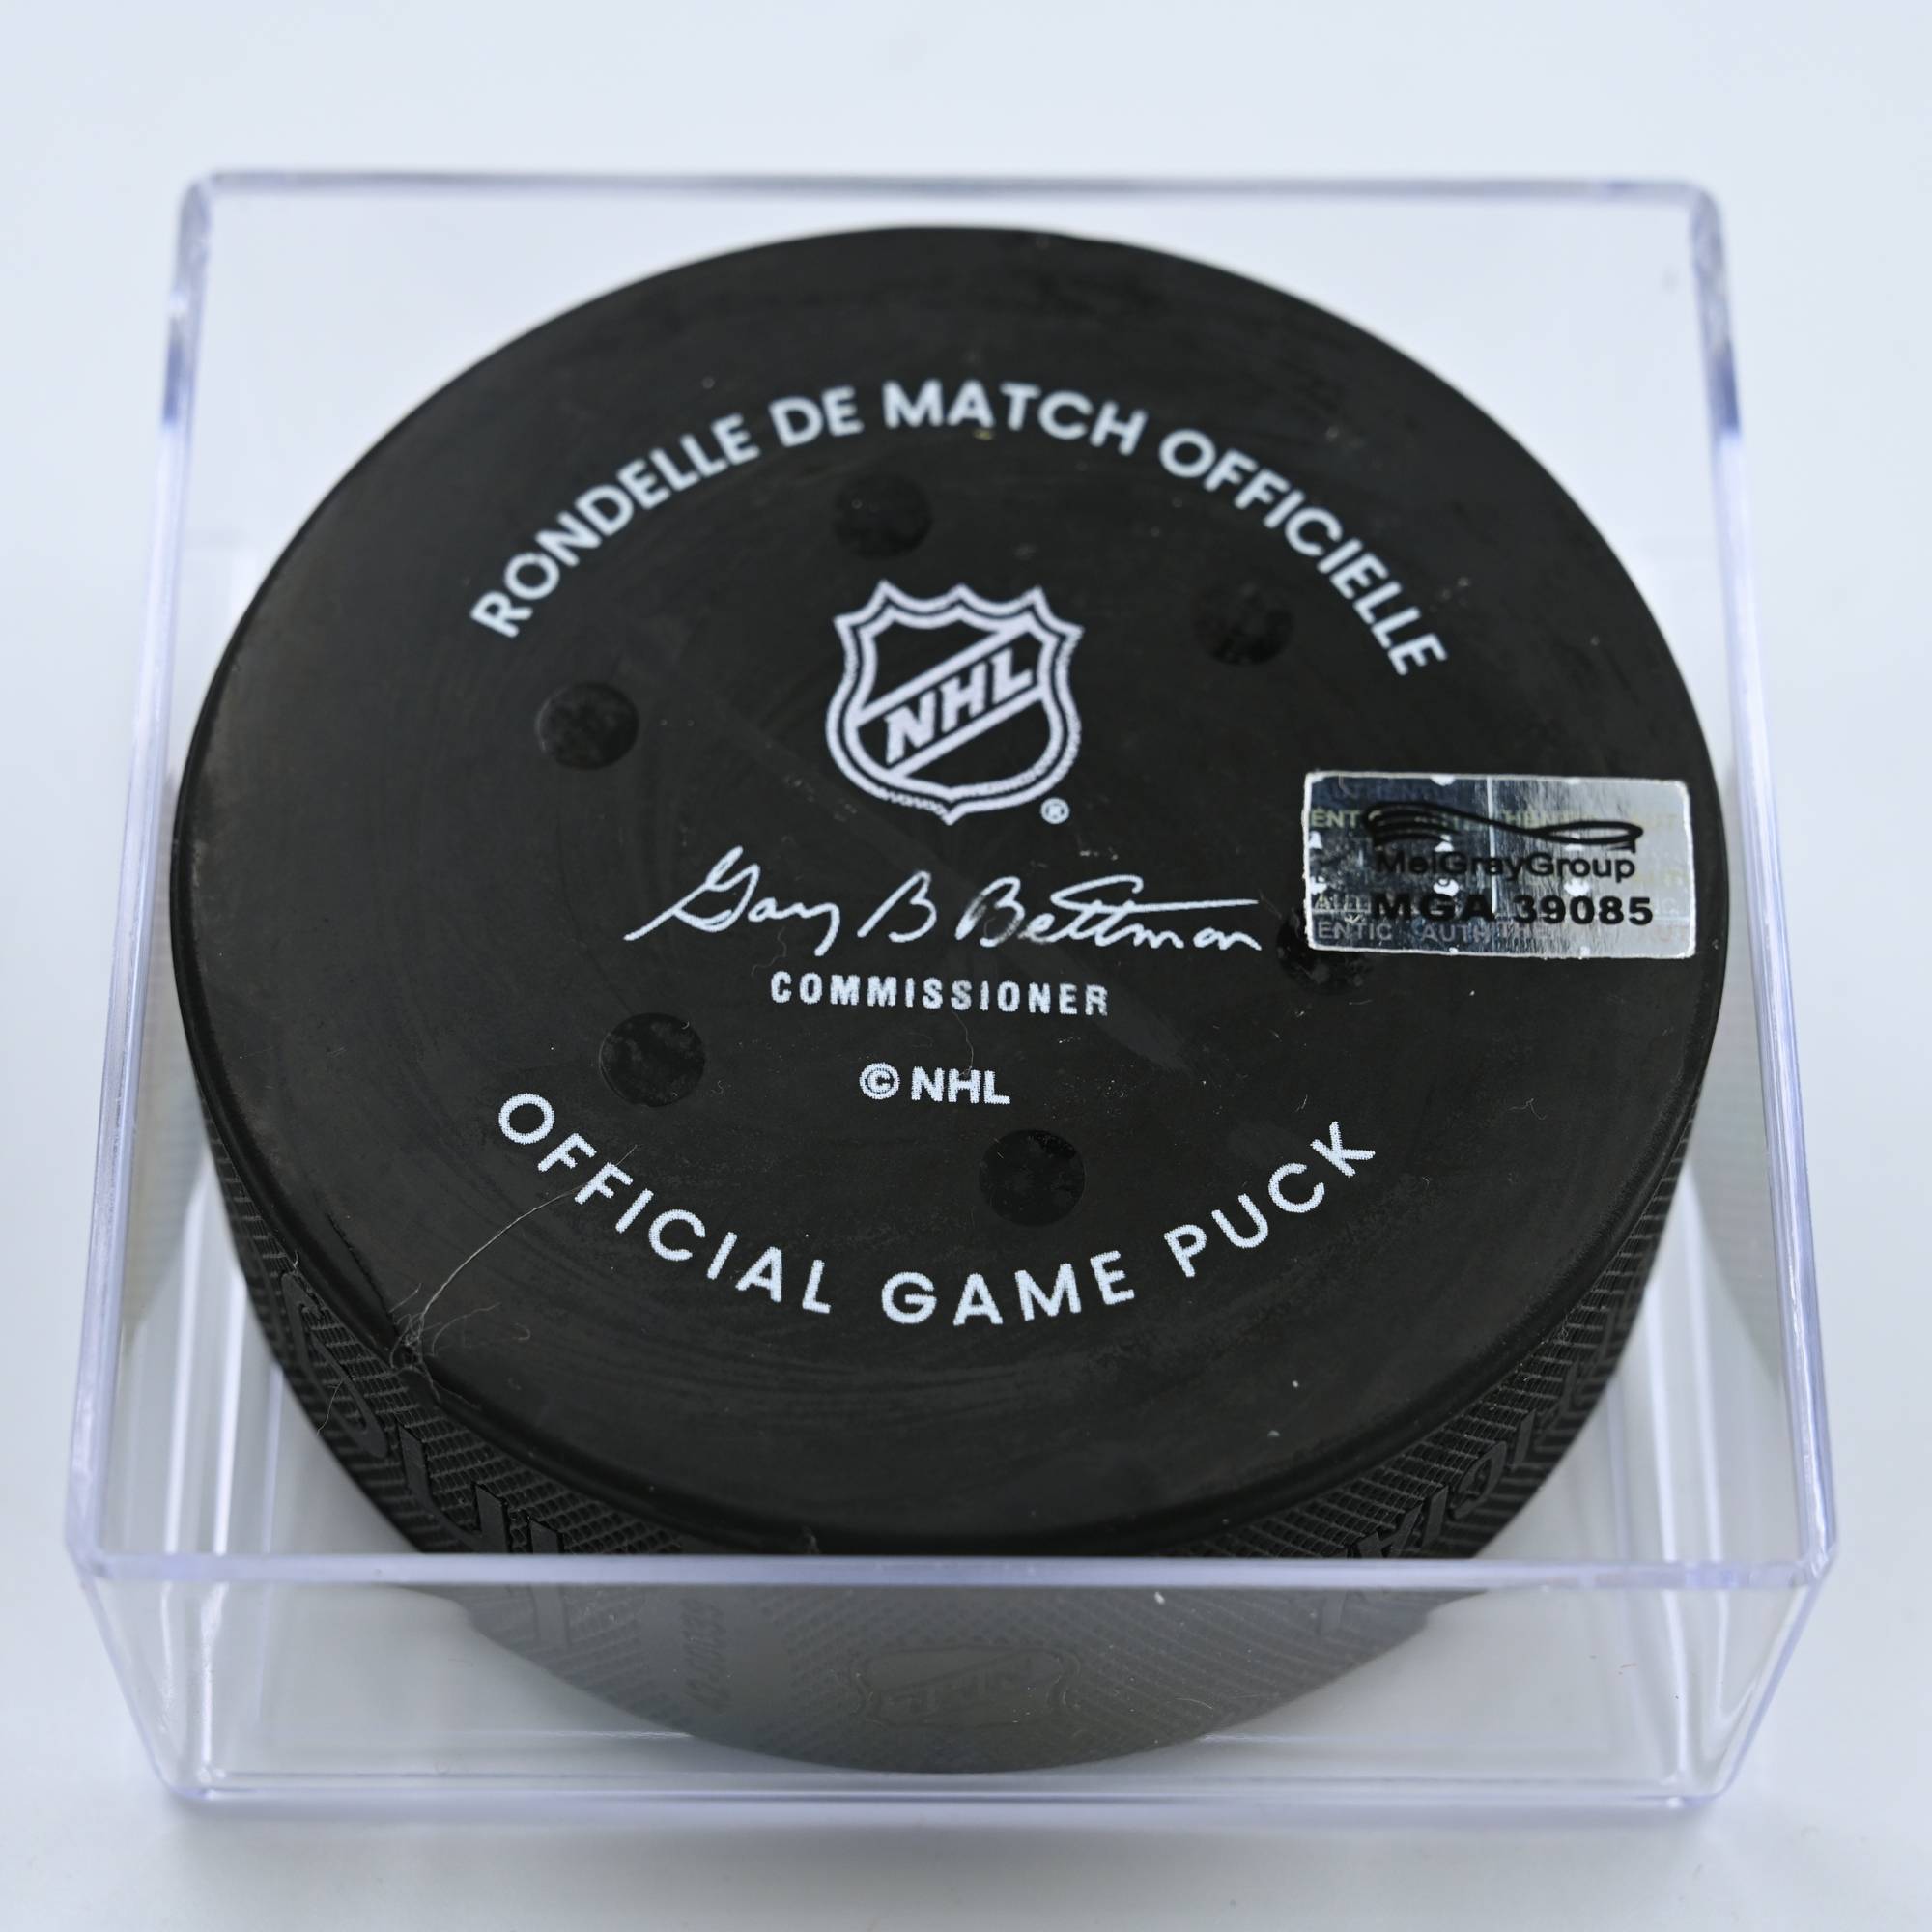 RONDELLE DE MATCH OFFICIELLE
NHL
®
Gary B Bettman
COMMISSIONER
© NHL
OFFICIAL GAME PUCK
MeiGrayGroup
MGA 39085